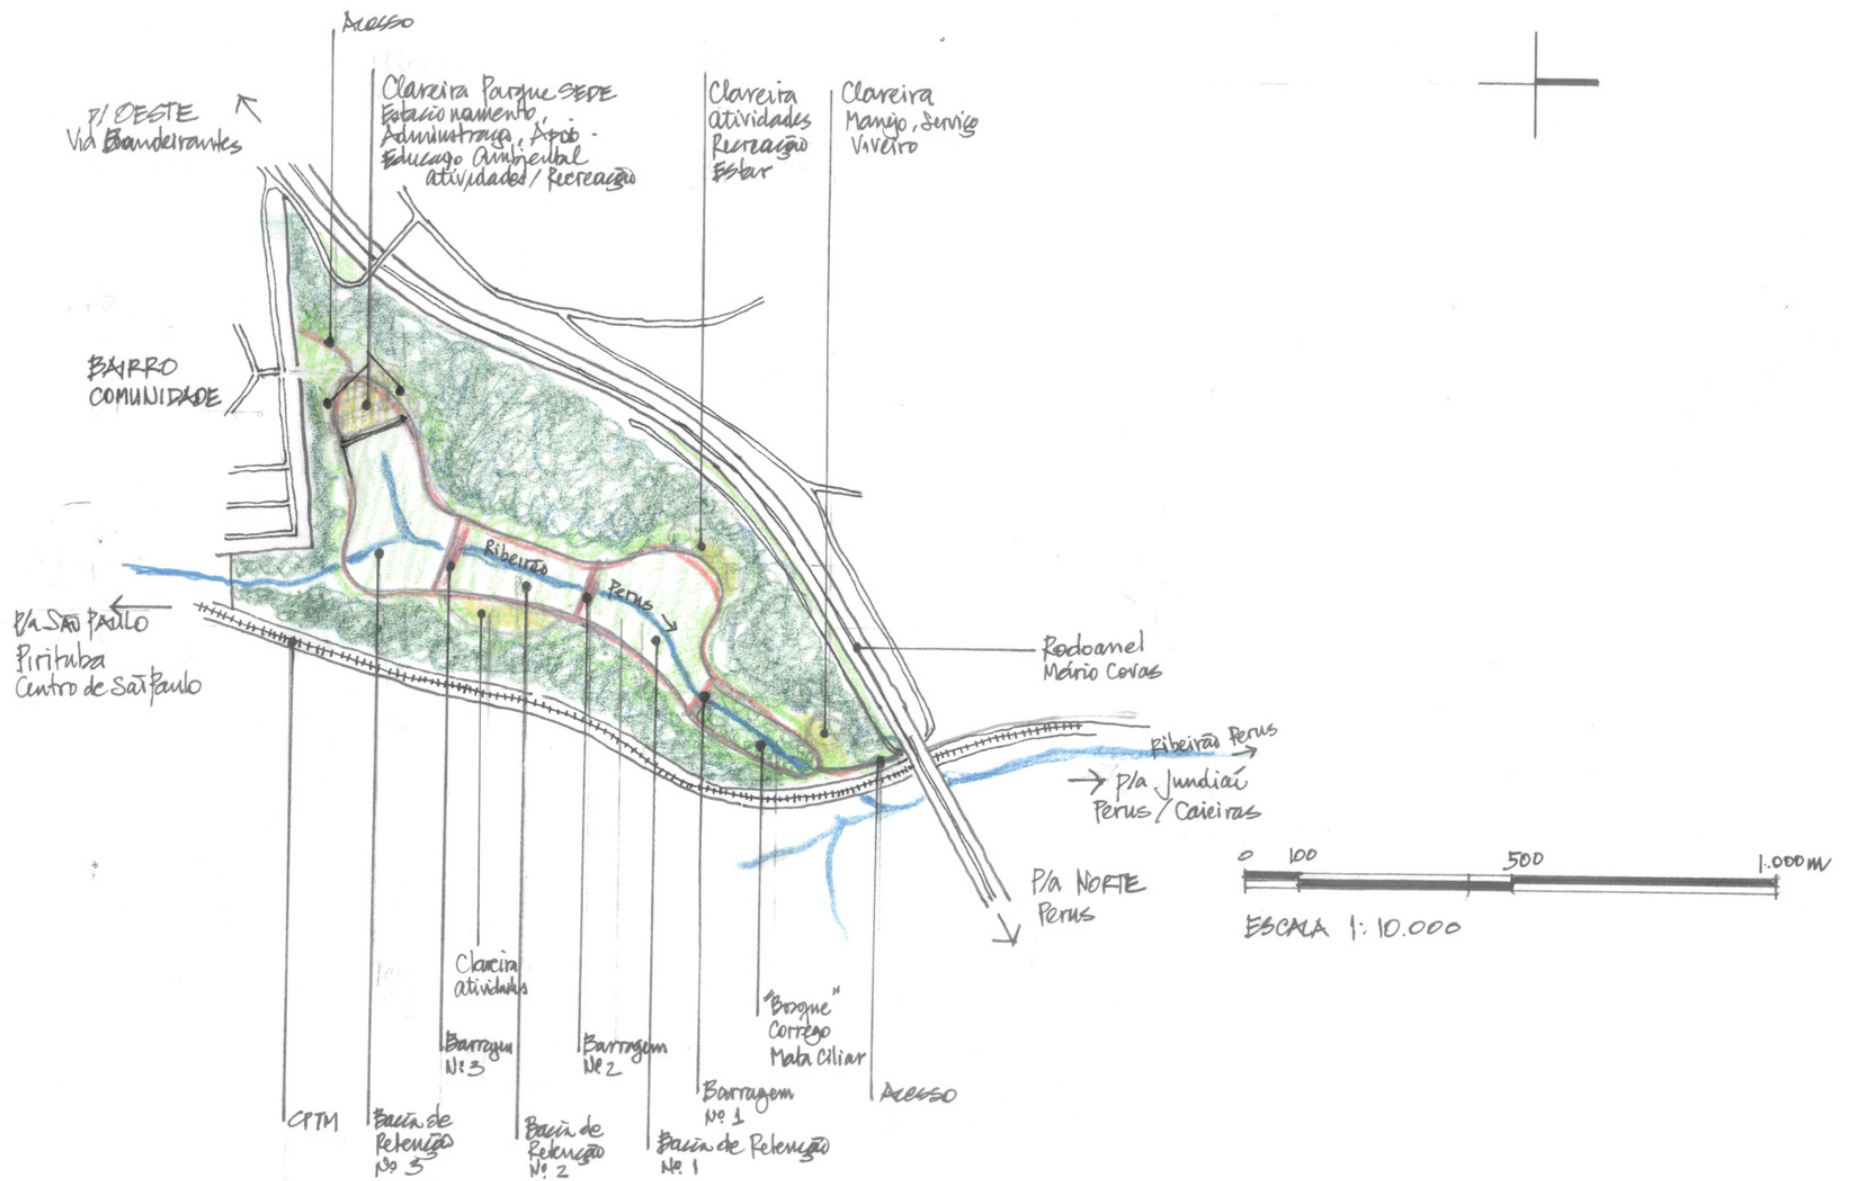 Acesso
p/ OESTE
Via Bandeirantes
Clareira Parque SEDE
Estacionamento,
Administraço, Apoio -
Educaço Ambiental
atividades / Recreação
Clareira
atividades
Recreação
Estar
Clareira
Manejo, Serviço
Viveiro
BAIRRO
COMUNIDADE
Ribeirão
Perus
P/a SÃO PAULO
Pirituba
Centro de São Paulo
Rodoanel
Mário Covas
Ribeirão Perus
P/a Jundiaí
Perus / Caieiras
P/a NORTE
Perus
0 100 500 1.000m
ESCALA 1:10.000
Clareira
atividades
"Bosque"
Corrego
Mata Ciliar
Barragem
Nº 3
Barragem
Nº 2
Barragem
Nº 1
Acesso
CPTM
Bacia de
Retenção
Nº 3
Bacia de
Retenção
Nº 2
Bacia de Retenção
Nº 1